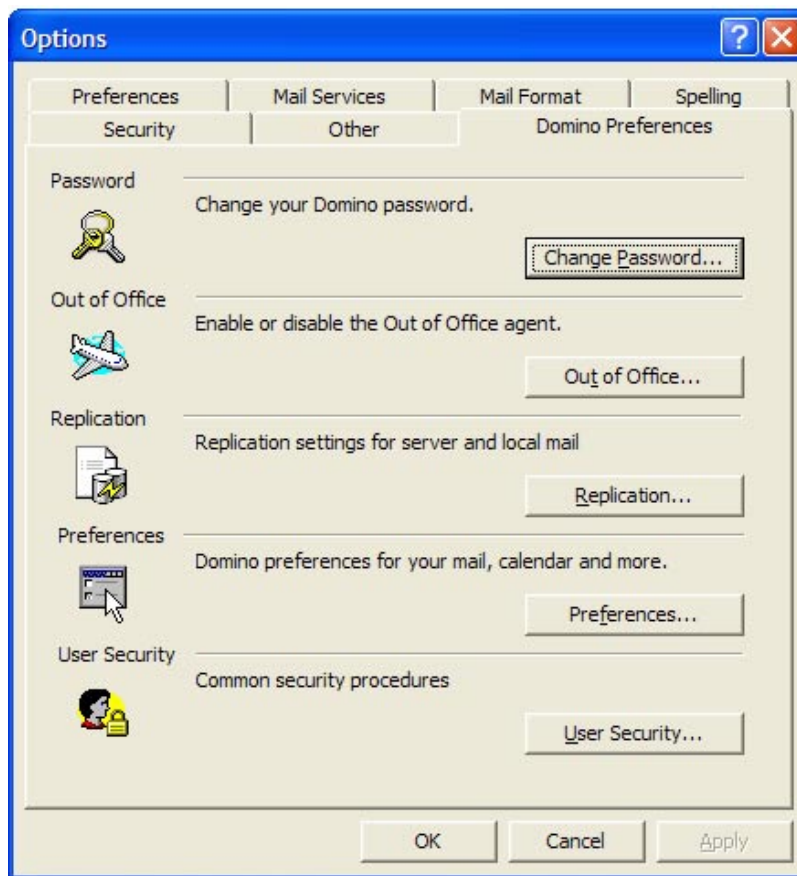 Options
Preferences
Mail Services
Mail Format
Spelling
Security
Other
Domino Preferences
Password
Change your Domino password.
Change Password...
Out of Office
Enable or disable the Out of Office agent.
Out of Office...
Replication
Replication settings for server and local mail
Replication...
Preferences
Domino preferences for your mail, calendar and more.
Preferences...
User Security
Common security procedures
User Security...
OK
Cancel
Apply